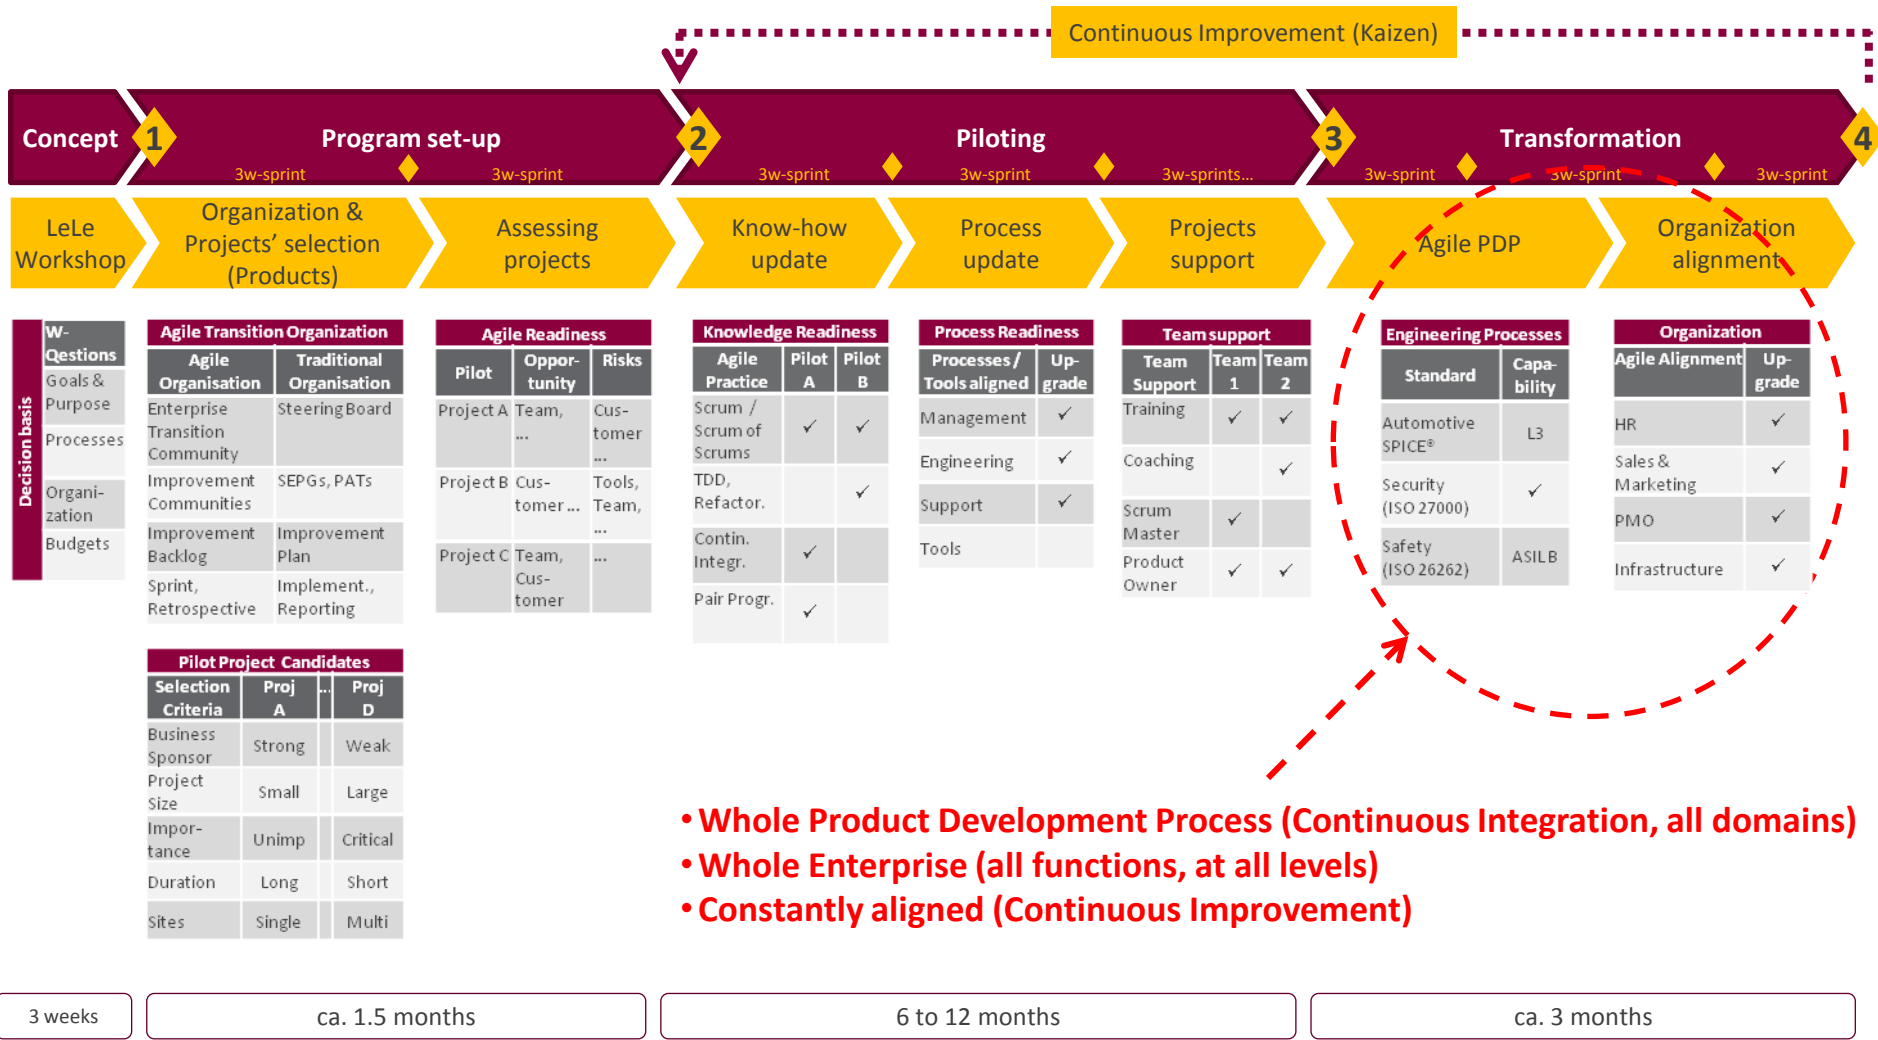 Continuous Improvement (Kaizen)
Concept
1
Program set-up
2
Piloting
3
Transformation
4
3w-sprint
3w-sprint
3w-sprint
3w-sprint
3w-sprints...
3w-sprint
3w-sprint
3w-sprint
LeLe
Workshop
Organization &
Projects’ selection
(Products)
Assessing
projects
Know-how
update
Process
update
Projects
support
Agile PDP
Organization
alignment
Decision basis
W-
Qestions
Goals &
Purpose
Processes
Organi-
zation
Budgets
Agile Transition Organization
Agile
Organisation
Traditional
Organisation
Enterprise
Transition
Community
Steering Board
Improvement
Communities
SEPGs, PATs
Improvement
Backlog
Improvement
Plan
Sprint,
Retrospective
Implement.,
Reporting
Pilot Project Candidates
Selection
Criteria
Proj
A
...
Proj
D
Business
Sponsor
Strong
Weak
Project
Size
Small
Large
Impor-
tance
Unimp
Critical
Duration
Long
Short
Sites
Single
Multi
Agile Readiness
Pilot
Oppor-
tunity
Risks
Project A
Team,
...
Cus-
tomer
...
Project B
Cus-
tomer ...
Tools,
Team,
...
Project C
Team,
Cus-
tomer
...
Knowledge Readiness
Agile
Practice
Pilot
A
Pilot
B
Scrum /
Scrum of
Scrums
✓
✓
TDD,
Refactor.
✓
Contin.
Integr.
✓
Pair Progr.
✓
Process Readiness
Processes /
Tools aligned
Up-
grade
Management
✓
Engineering
✓
Support
✓
Tools
Team support
Team
Support
Team
1
Team
2
Training
✓
✓
Coaching
✓
Scrum
Master
✓
Product
Owner
✓
✓
Engineering Processes
Standard
Capa-
bility
Automotive
SPICE®
L3
Security
(ISO 27000)
✓
Safety
(ISO 26262)
ASIL B
Organization
Agile Alignment
Up-
grade
HR
✓
Sales &
Marketing
✓
PMO
✓
Infrastructure
✓
• Whole Product Development Process (Continuous Integration, all domains)
• Whole Enterprise (all functions, at all levels)
• Constantly aligned (Continuous Improvement)
3 weeks
ca. 1.5 months
6 to 12 months
ca. 3 months